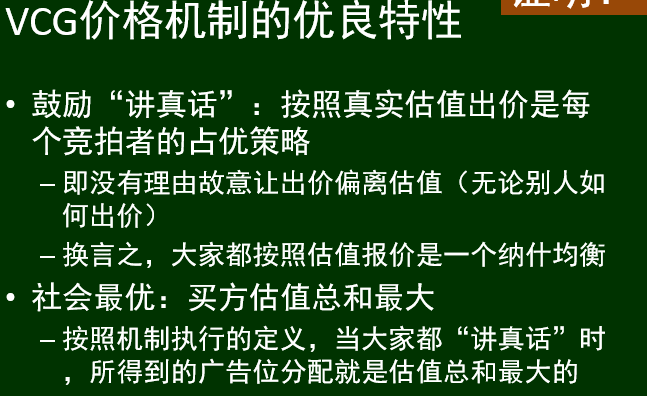 VCG价格机制的优良特性
• 鼓励“讲真话”：按照真实估值出价是每
个竞拍者的占优策略
– 即没有理由故意让出价偏离估值（无论别人如
何出价）
– 换言之，大家都按照估值报价是一个纳什均衡
• 社会最优：买方估值总和最大
– 按照机制执行的定义，当大家都“讲真话”时
，所得到的广告位分配就是估值总和最大的